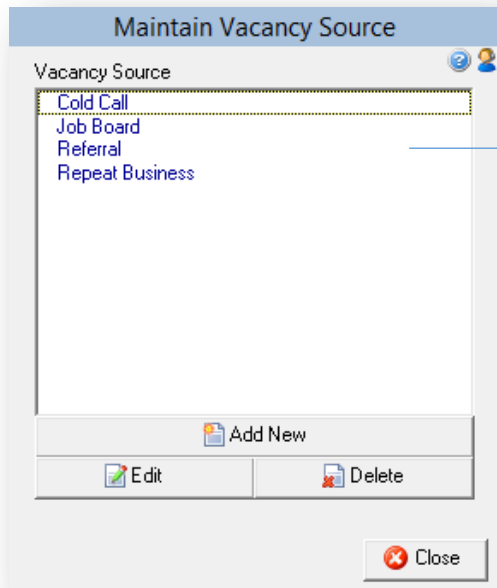 Maintain Vacancy Source
Vacancy Source
Cold Call
Job Board
Referral
Repeat Business
Add New
Edit Delete
Close